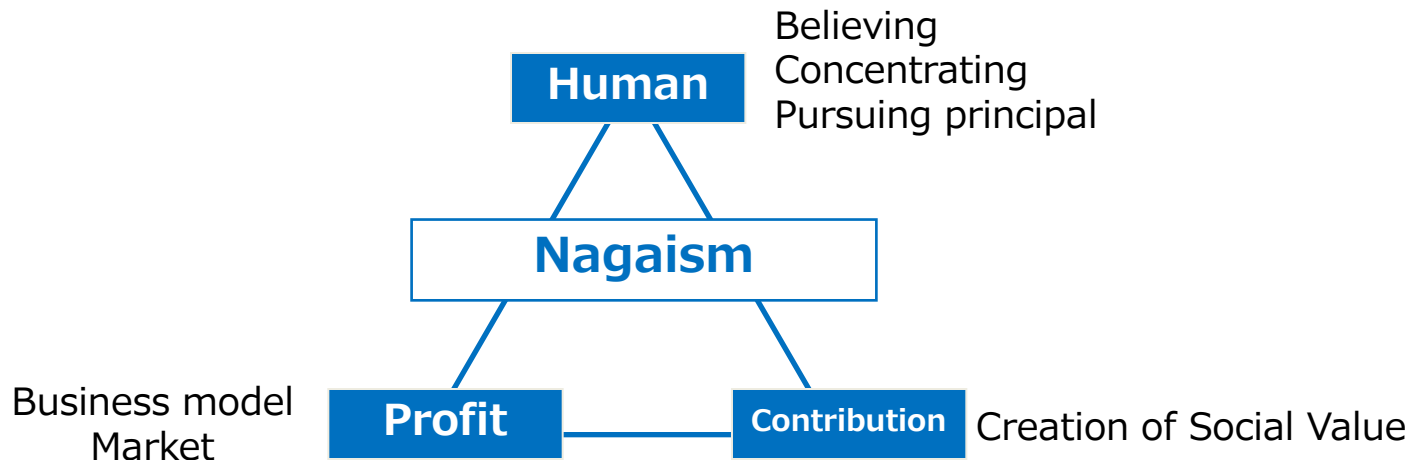 Human
Believing
Concentrating
Pursuing principal
Nagaism
Business model
Market
Profit
Contribution
Creation of Social Value